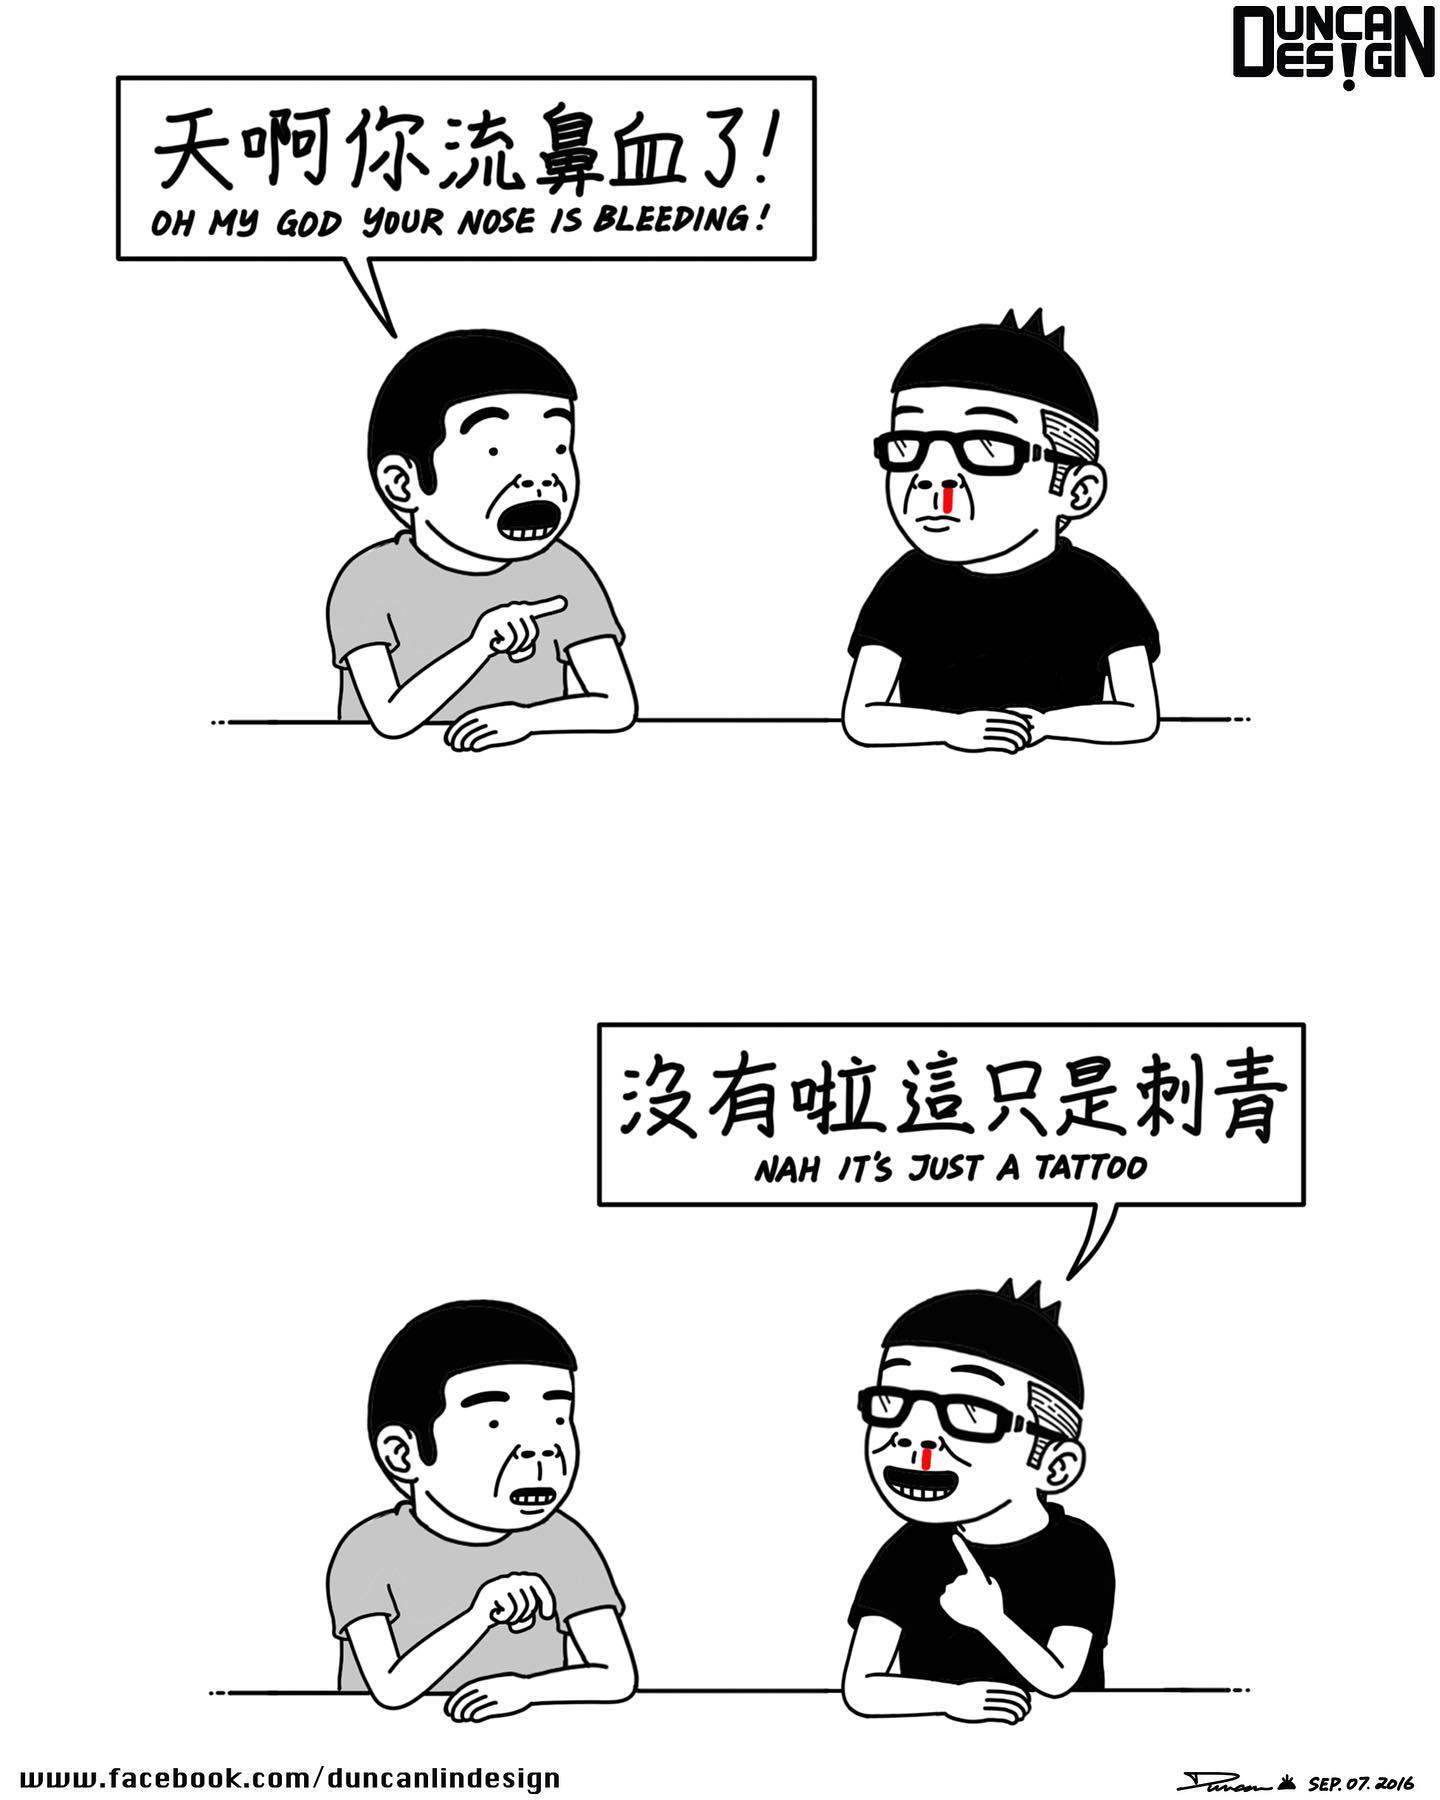 DUNCAN
DESIGN
天啊你流鼻血了!
OH MY GOD YOUR NOSE IS BLEEDING!
沒有啦這只是刺青
NAH IT'S JUST A TATTOO
www.facebook.com/duncanlindesign
Duncan SEP.07.2016